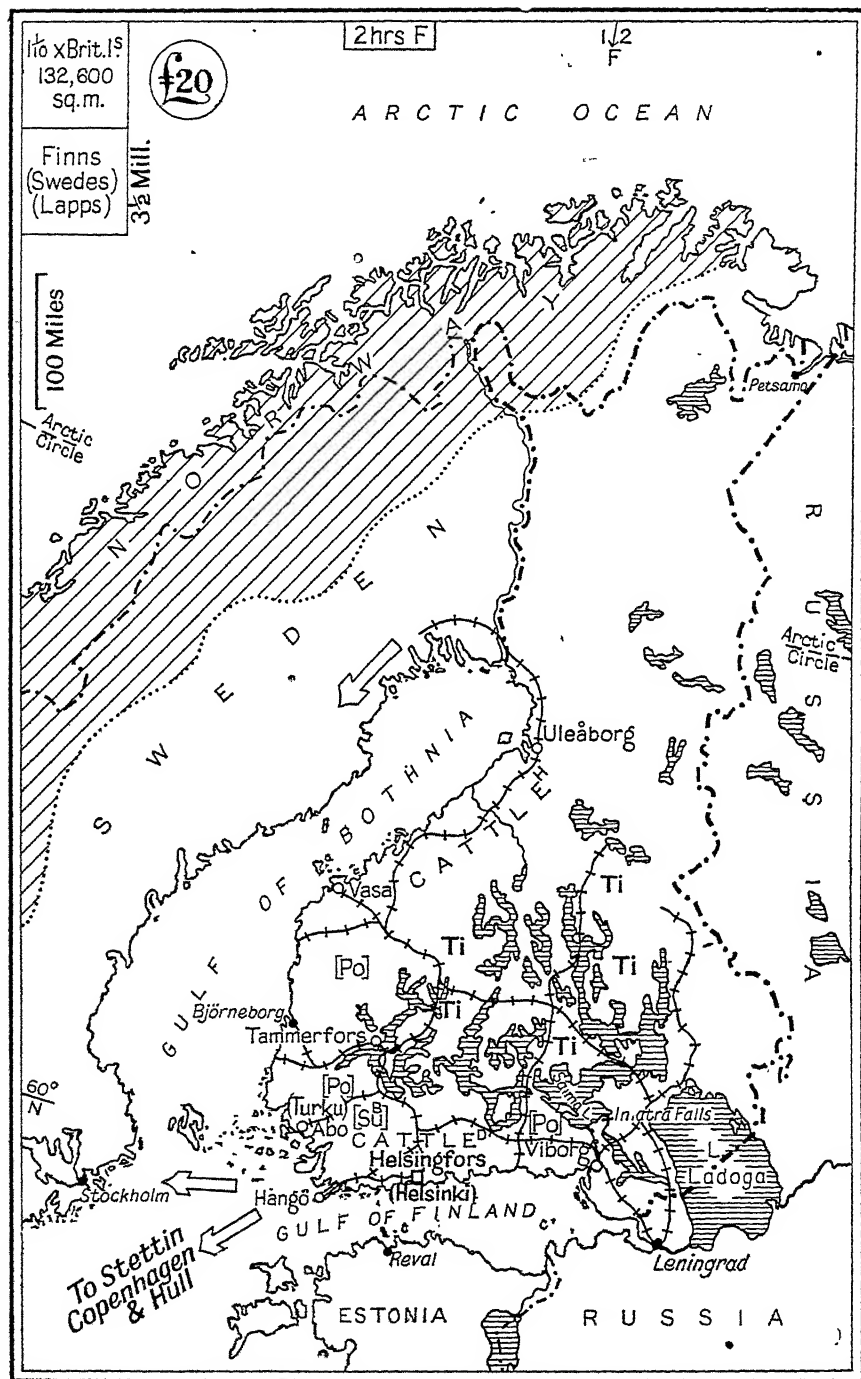 1 1/10 x Brit. Is.
132,600
sq.m.
£20
2hrs F
1,2
F
ARCTIC OCEAN
Finns
(Swedes)
(Lapps)
3½ Mill.
100 Miles
NORWAY
Petsamo
Arctic
Circle
SWEDEN
RUSSIA
Arctic
Circle
Uleåborg
GULF OF BOTHNIA
CATTLE H
Vasa
Ti
Ti
Ti
Ti
Ti
[Po]
Björneborg
Tammerfors
60°
N
[Po]
(Turku)
Åbo
[Su B]
[Po]
Imatra Falls
CATTLE D
Viborg
L.
Ladoga
Helsingfors
(Helsinki)
Stockholm
Hangö
GULF OF FINLAND
To Stettin
Copenhagen
& Hull
Reval
Leningrad
ESTONIA
RUSSIA